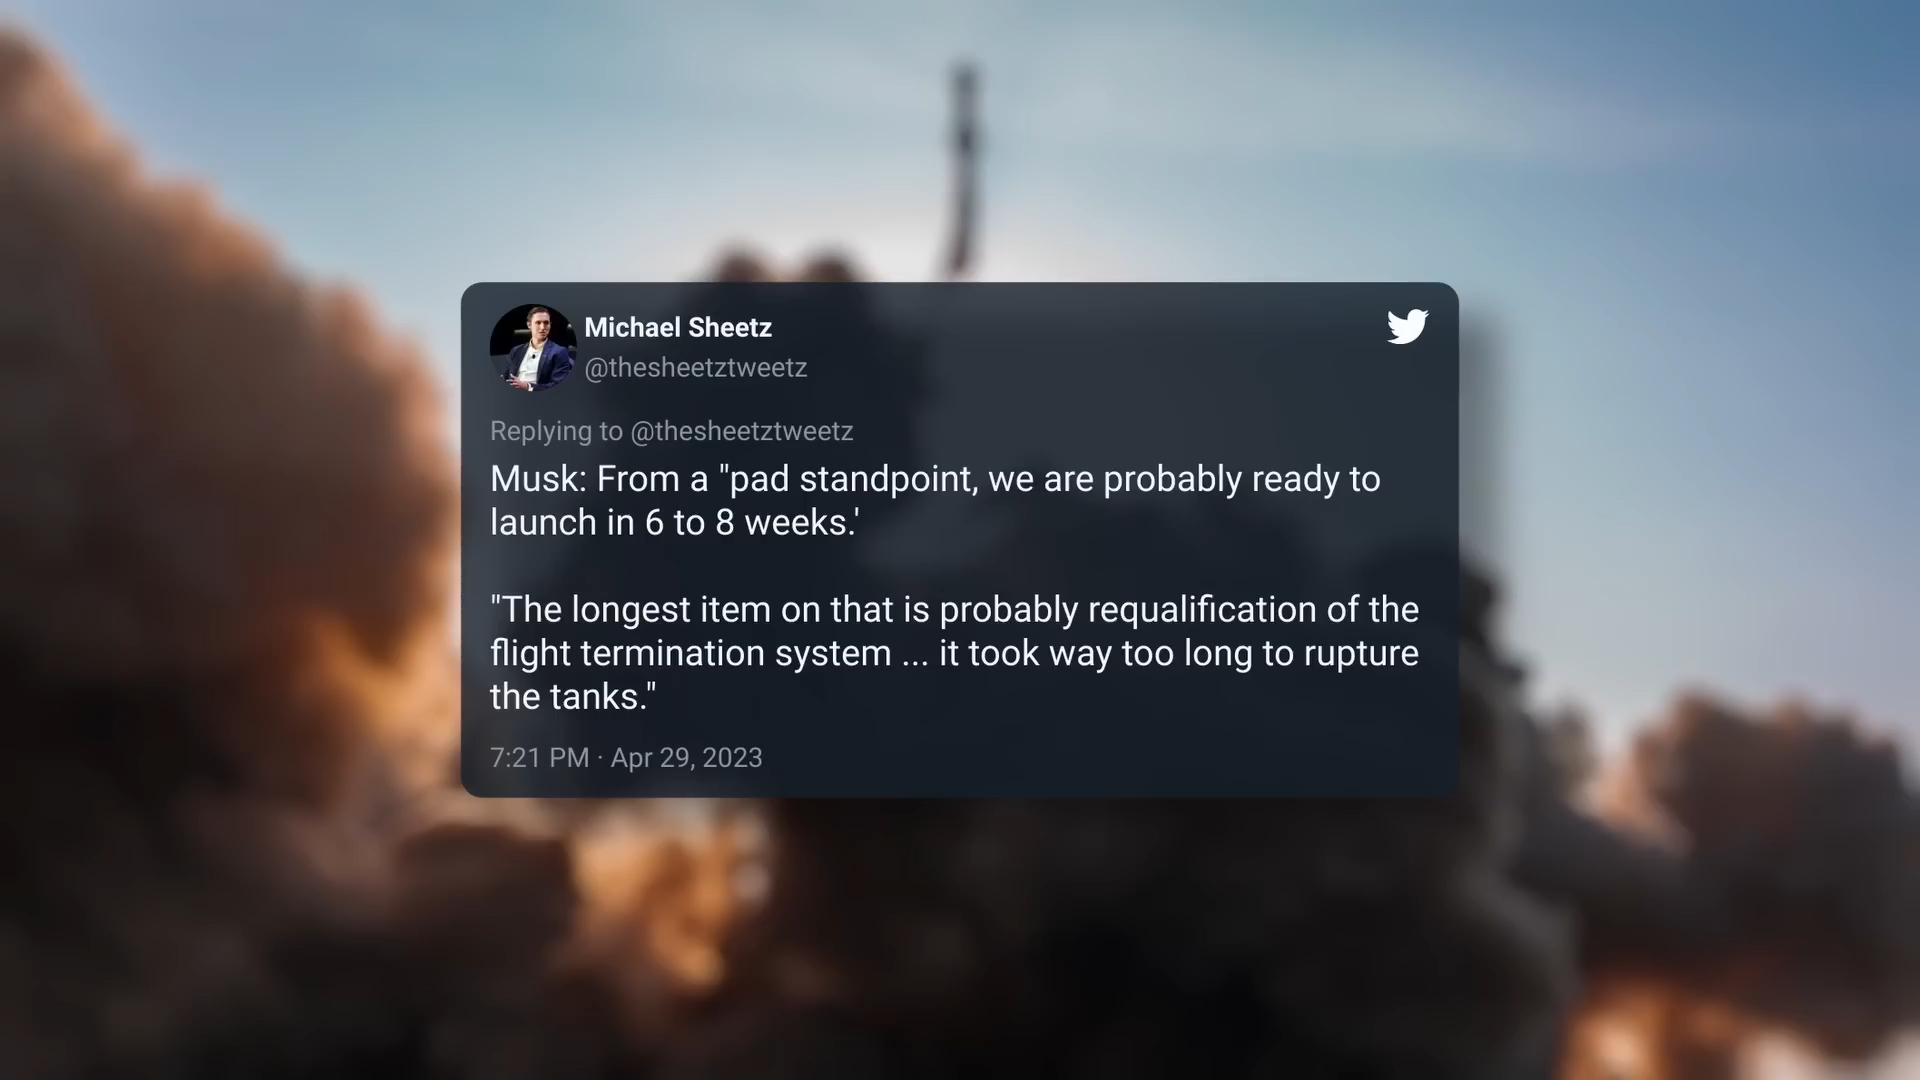 Michael Sheetz
@thesheetztweetz
Replying to @thesheetztweetz
Musk: From a "pad standpoint, we are probably ready to
launch in 6 to 8 weeks.'
"The longest item on that is probably requalification of the
flight termination system ... it took way too long to rupture
the tanks."
7:21 PM · Apr 29, 2023